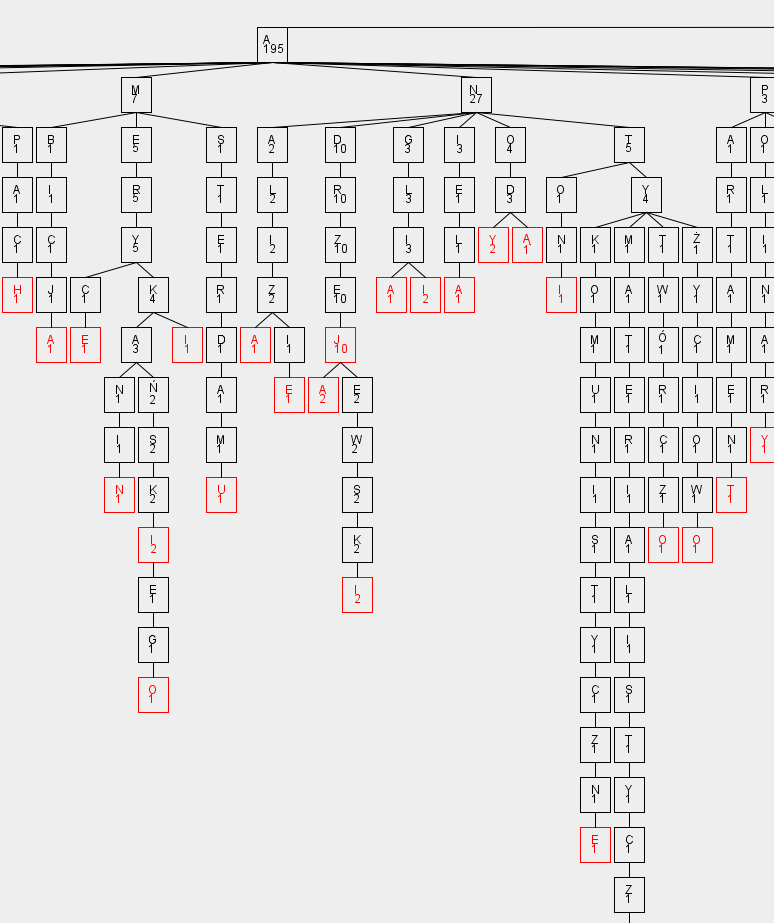 A 195
M 7 N 27 P 3
P 1 B 1 E 5 S 1 A 2 D 10 G 3 I 3 O 4 T 5 A 1 O 1
A 1 I 1 R 5 T 1 L 2 R 10 L 3 E 1 D 3 O 1 Y 4 R 1 L 1
C 1 C 1 Y 5 E 1 I 2 Z 10 I 3 L 1 Y 2 A 1 N 1 K 1 M 1 T 1 Ż 1 T 1 I 1
H 1 J 1 C 1 K 4 R 1 Z 2 E 10 A 1 I 2 A 1 I 1 O 1 A 1 W 1 Y 1 A 1 N 1
A 1 E 1 A 3 I 1 D 1 A 1 I 1 J 10 M 1 T 1 Ó 1 C 1 M 1 A 1
N 1 Ń 2 A 1 E 1 A 2 E 2 U 1 E 1 R 1 I 1 E 1 R 1
I 1 S 2 M 1 W 2 N 1 R 1 C 1 O 1 N 1 Y 1
N 1 K 2 U 1 S 2 I 1 I 1 Z 1 W 1 T 1
I 2 K 2 S 1 A 1 O 1 O 1
E 1 I 2 T 1 L 1
G 1 Y 1 I 1
O 1 C 1 S 1
Z 1 T 1
N 1 Y 1
E 1 C 1
Z 1